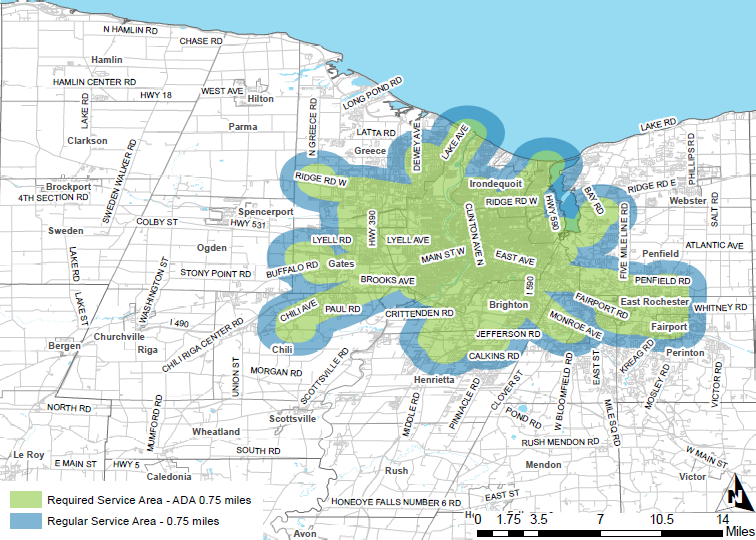 N HAMLIN RD
CHASE RD
Hamlin
HAMLIN CENTER RD
WEST AVE
HWY 18
Hilton
LONG POND RD
LAKE RD
N GREECE RD
Parma
LATTA RD
DEWEY AVE
LAKE AVE
LAKE RD
PHILLIPS RD
Clarkson
Greece
SWEDEN WALKER RD
RIDGE RD W
Irondequoit
RIDGE RD E
Brockport
4TH SECTION RD
RIDGE RD W
HWY 590
BAY RD
Webster
Spencerport
COLBY ST
HWY 531
HWY 390
CLINTON AVE N
FIVE MILE LINE RD
SALT RD
Sweden
Ogden
LYELL RD
LYELL AVE
MAIN ST W
EAST AVE
ATLANTIC AVE
Penfield
LAKE RD
STONY POINT RD
BUFFALO RD
Gates
BROOKS AVE
I 590
PENFIELD RD
LAKE ST
WASHINGTON ST
CHILI AVE
PAUL RD
CRITTENDEN RD
Brighton
FAIRPORT RD
East Rochester
WHITNEY RD
I 490
MONROE AVE
Fairport
Churchville
CHILI RIGA CENTER RD
JEFFERSON RD
Bergen
Riga
Chili
CALKINS RD
KREAG RD
Perinton
UNION ST
MORGAN RD
SCOTTSVILLE RD
Henrietta
CLOVER ST
W BLOOMFIELD RD
EAST ST
MOSLEY RD
VICTOR RD
NORTH RD
MUMFORD RD
Scottsville
MIDDLE RD
PINNACLE RD
POND RD
MILE SQ RD
Wheatland
RUSH MENDON RD
Le Roy
SOUTH RD
W MAIN ST
E MAIN ST
HWY 5
Rush
Mendon
Caledonia
Victor
Required Service Area - ADA 0.75 miles
HONEOYE FALLS NUMBER 6 RD
EAST ST
N
Regular Service Area - 0.75 miles
Avon
0 1.75 3.5 7 10.5 14
Miles